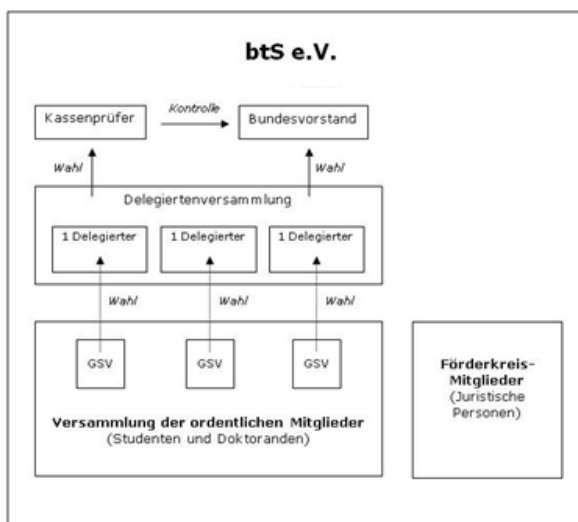 btS e.V.
Kassenprüfer
Kontrolle
Bundesvorstand
Wahl
Wahl
Delegiertenversammlung
1 Delegierter
1 Delegierter
1 Delegierter
Wahl
Wahl
Wahl
GSV
GSV
GSV
Versammlung der ordentlichen Mitglieder
(Studenten und Doktoranden)
Förderkreis-
Mitglieder
(Juristische
Personen)